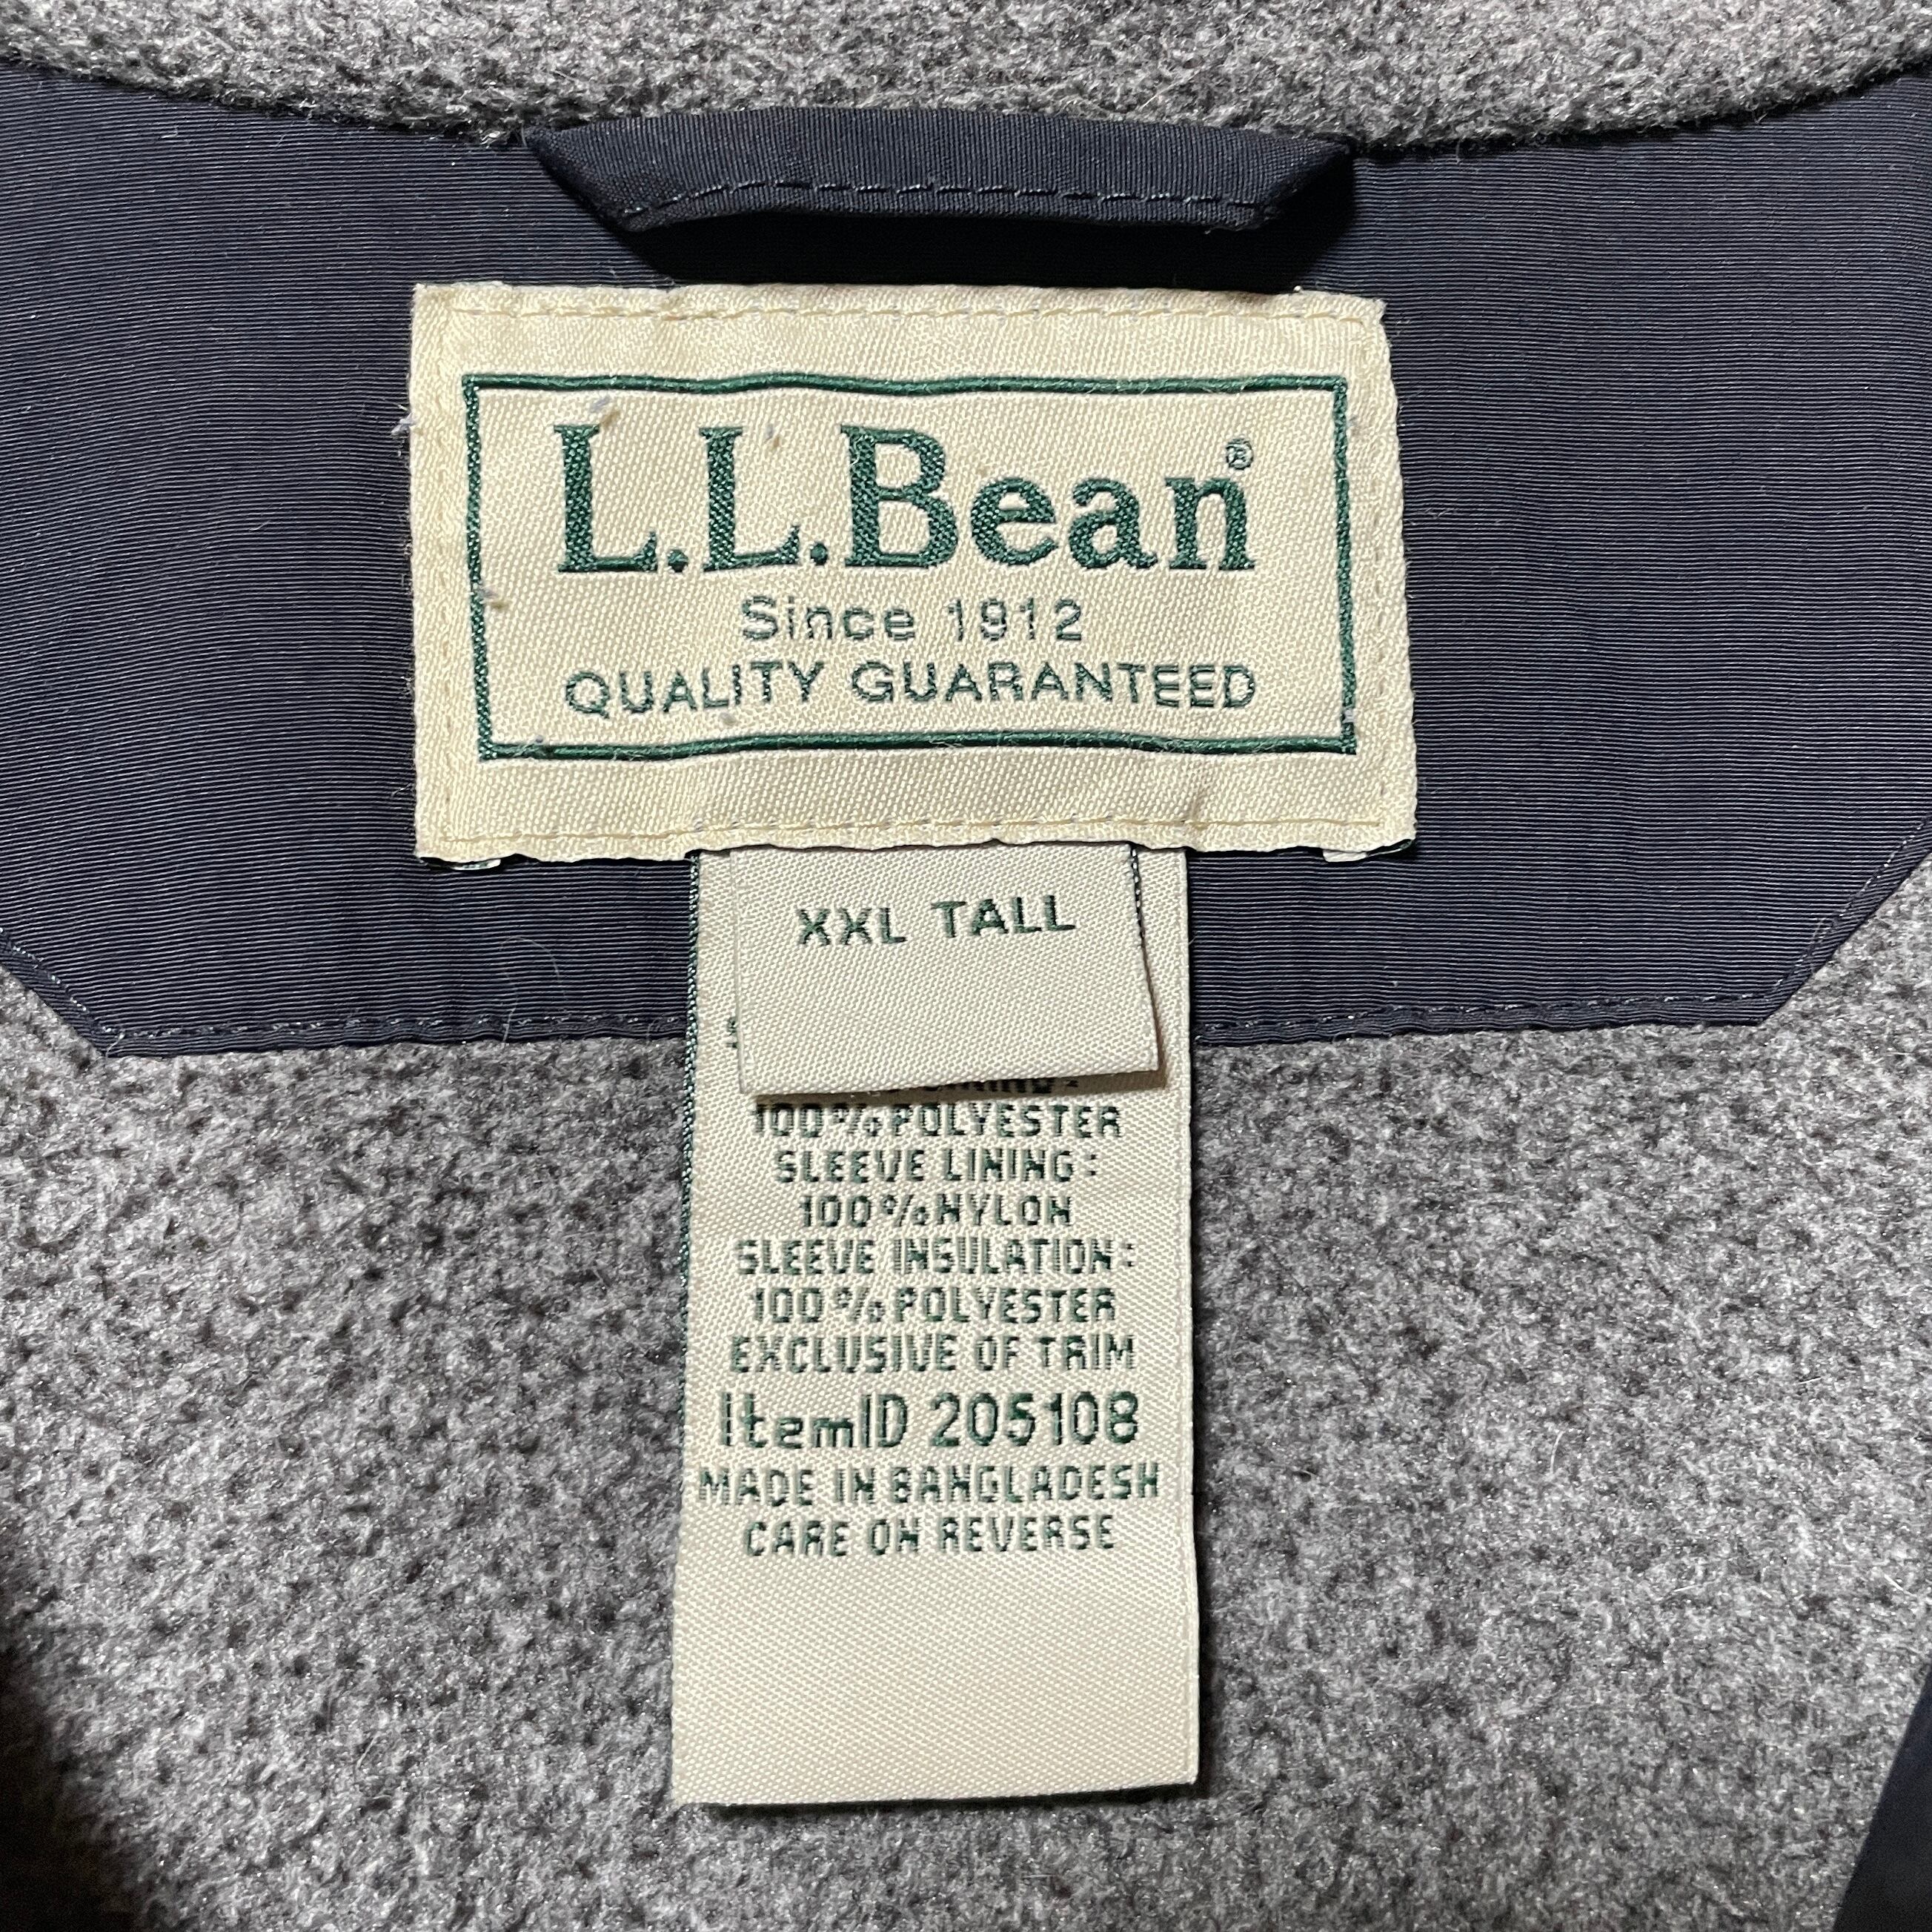 L.L.Bean®
Since 1912
QUALITY GUARANTEED
XXL TALL
100%POLYESTER
SLEEVE LINING:
100%NYLON
SLEEVE INSULATION:
100%POLYESTER
EXCLUSIVE OF TRIM
ItemID 205108
MADE IN BANGLADESH
CARE ON REVERSE